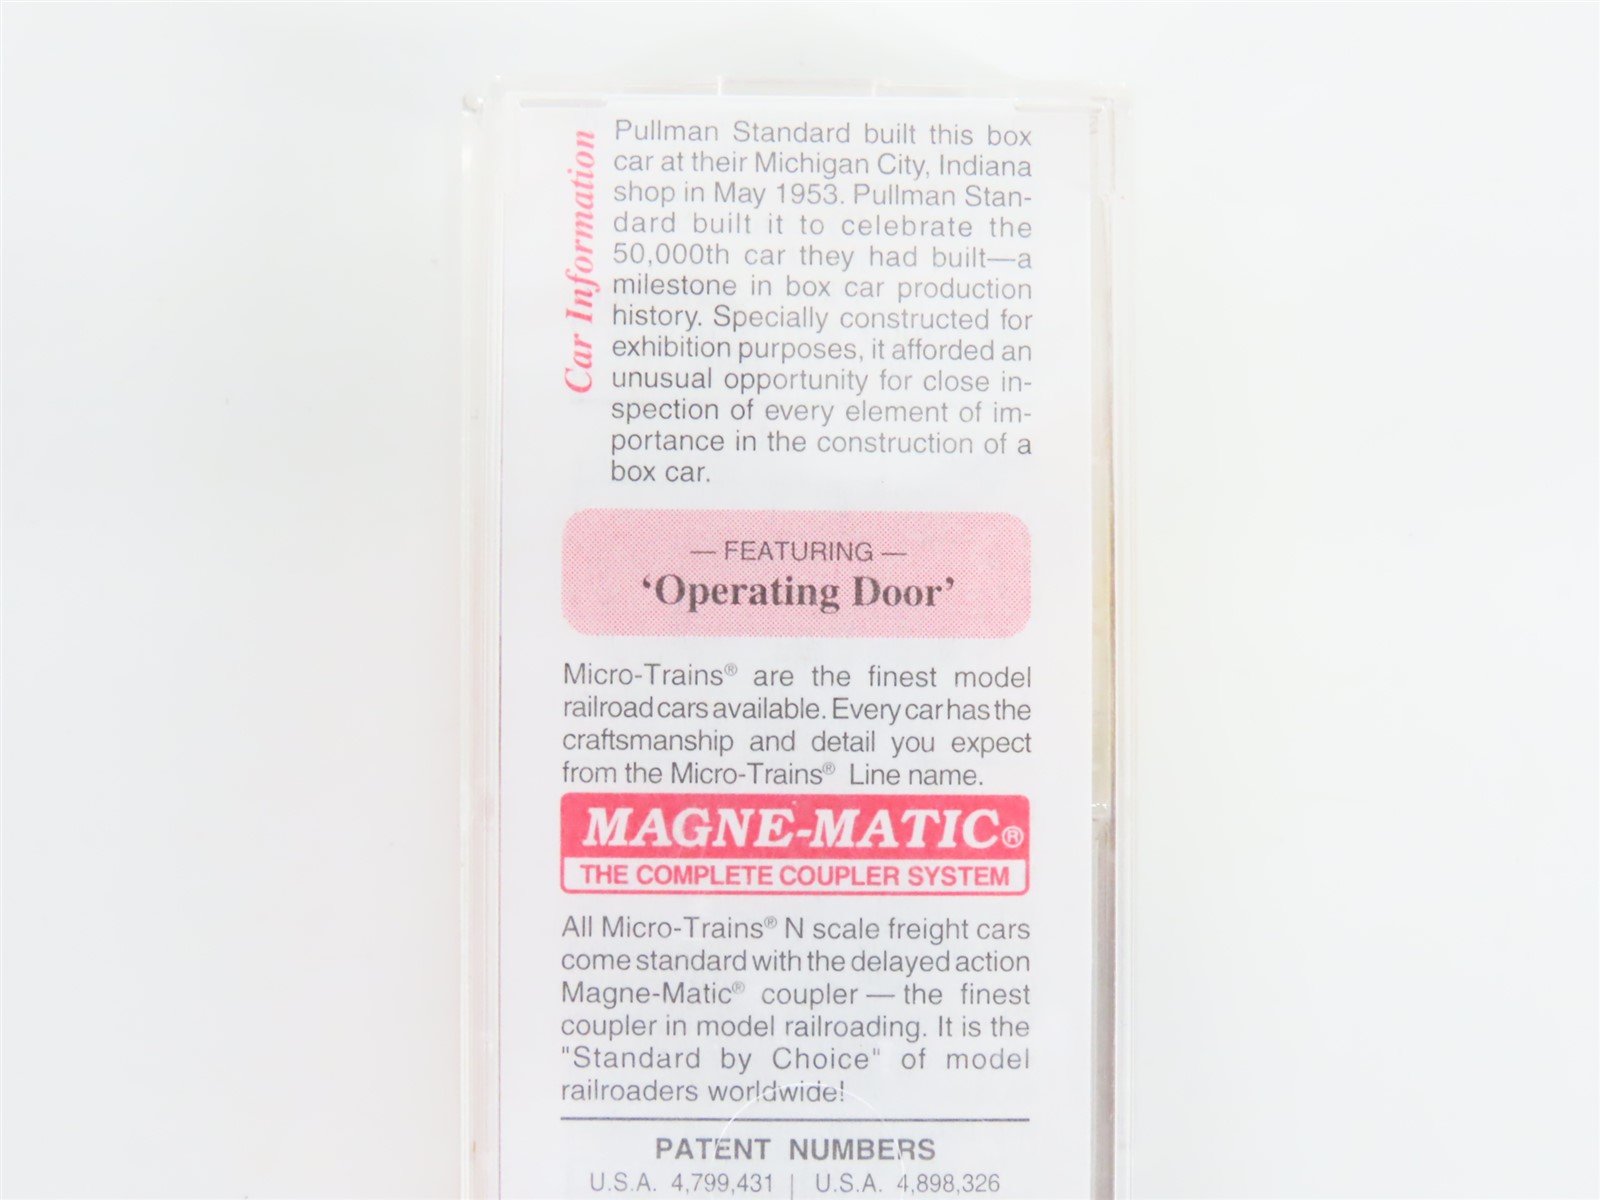 Car Information
Pullman Standard built this box
car at their Michigan City, Indiana
shop in May 1953. Pullman Stan-
dard built it to celebrate the
50,000th car they had built—a
milestone in box car production
history. Specially constructed for
exhibition purposes, it afforded an
unusual opportunity for close in-
spection of every element of im-
portance in the construction of a
box car.
— FEATURING —
‘Operating Door’
Micro-Trains® are the finest model
railroad cars available. Every car has the
craftsmanship and detail you expect
from the Micro-Trains® Line name.
MAGNE-MATIC®
THE COMPLETE COUPLER SYSTEM
All Micro-Trains® N scale freight cars
come standard with the delayed action
Magne-Matic® coupler — the finest
coupler in model railroading. It is the
"Standard by Choice" of model
railroaders worldwide!
PATENT NUMBERS
U.S.A. 4,799,431 | U.S.A. 4,898,326